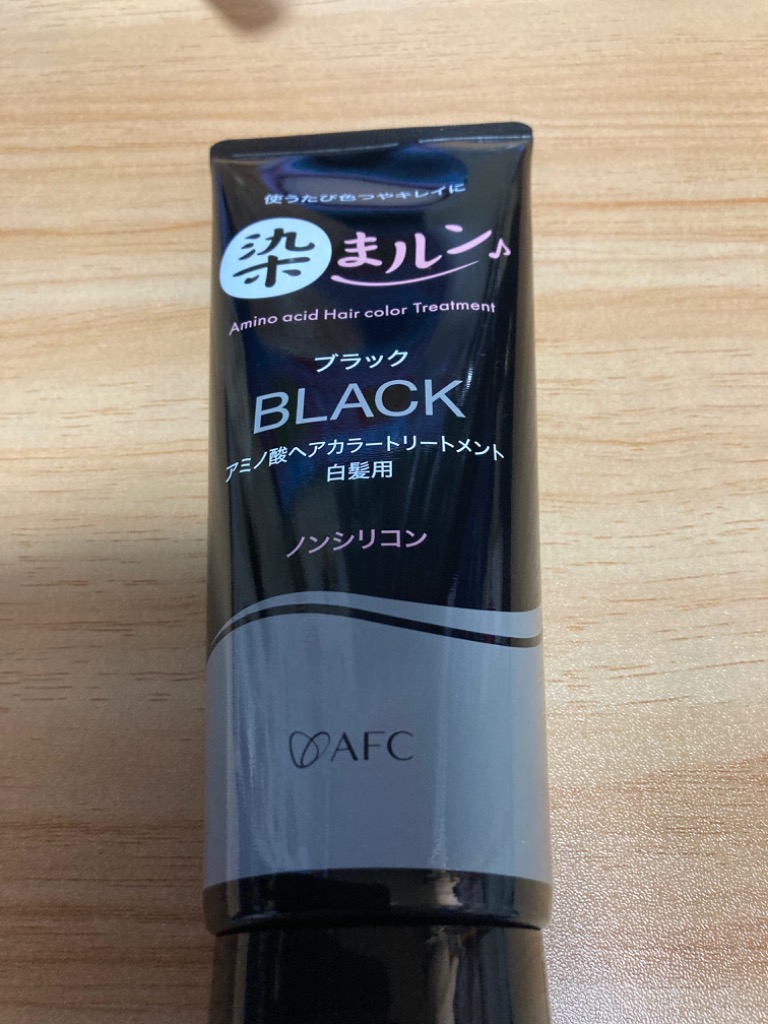 使うたび色つやキレイに
染まルン♪
Amino acid Hair color Treatment
ブラック
BLACK
アミノ酸ヘアカラートリートメント
白髪用
ノンシリコン
AFC